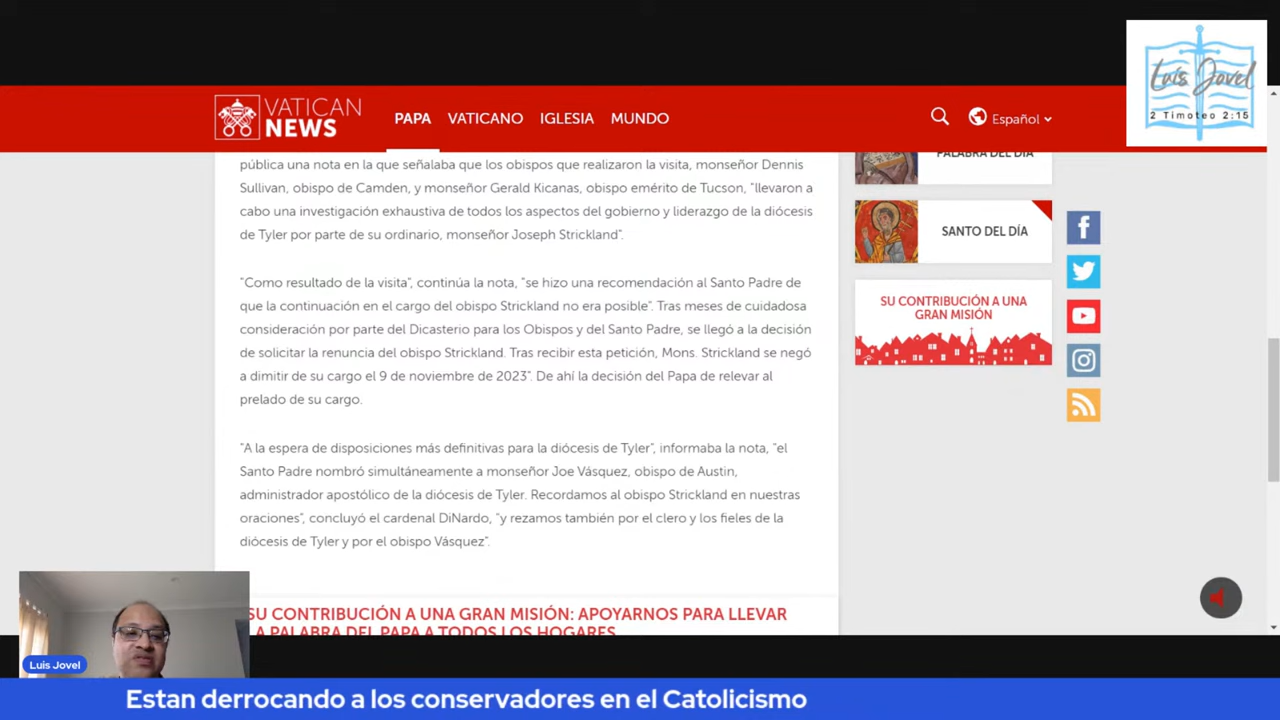 Luis Jovel
2 Timoteo 2:15
VATICAN
NEWS
PAPA VATICANO IGLESIA MUNDO
Español
pública una nota en la que señalaba que los obispos que realizaron la visita, monseñor Dennis
Sullivan, obispo de Camden, y monseñor Gerald Kicanas, obispo emérito de Tucson, "llevaron a
cabo una investigación exhaustiva de todos los aspectos del gobierno y liderazgo de la diócesis
de Tyler por parte de su ordinario, monseñor Joseph Strickland".
"Como resultado de la visita", continúa la nota, "se hizo una recomendación al Santo Padre de
que la continuación en el cargo del obispo Strickland no era posible". Tras meses de cuidadosa
consideración por parte del Dicasterio para los Obispos y del Santo Padre, se llegó a la decisión
de solicitar la renuncia del obispo Strickland. Tras recibir esta petición, Mons. Strickland se negó
a dimitir de su cargo el 9 de noviembre de 2023". De ahí la decisión del Papa de relevar al
prelado de su cargo.
"A la espera de disposiciones más definitivas para la diócesis de Tyler", informaba la nota, "el
Santo Padre nombró simultáneamente a monseñor Joe Vásquez, obispo de Austin,
administrador apostólico de la diócesis de Tyler. Recordamos al obispo Strickland en nuestras
oraciones", concluyó el cardenal DiNardo, "y rezamos también por el clero y los fieles de la
diócesis de Tyler y por el obispo Vásquez".
SU CONTRIBUCIÓN A UNA GRAN MISIÓN: APOYARNOS PARA LLEVAR
LA PALABRA DEL PAPA A TODOS LOS HOGARES
PALABRA DEL DÍA
SANTO DEL DÍA
SU CONTRIBUCIÓN A UNA
GRAN MISIÓN
Luis Jovel
Estan derrocando a los conservadores en el Catolicismo